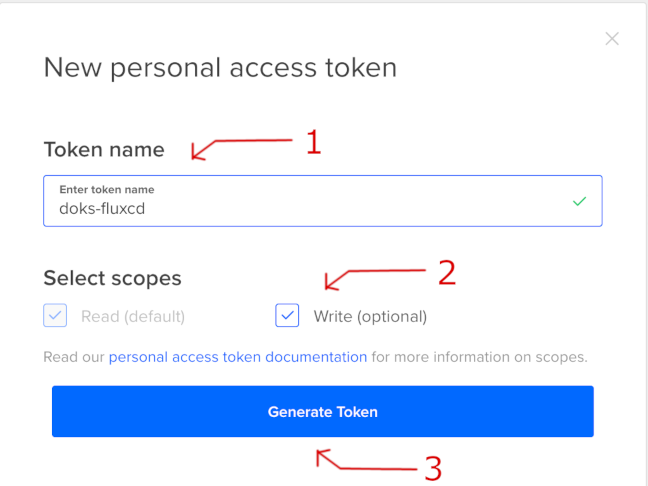 New personal access token
Token name
1
Enter token name
doks-fluxcd
2
Select scopes
Read (default) Write (optional)
Read our personal access token documentation for more information on scopes.
Generate Token
3